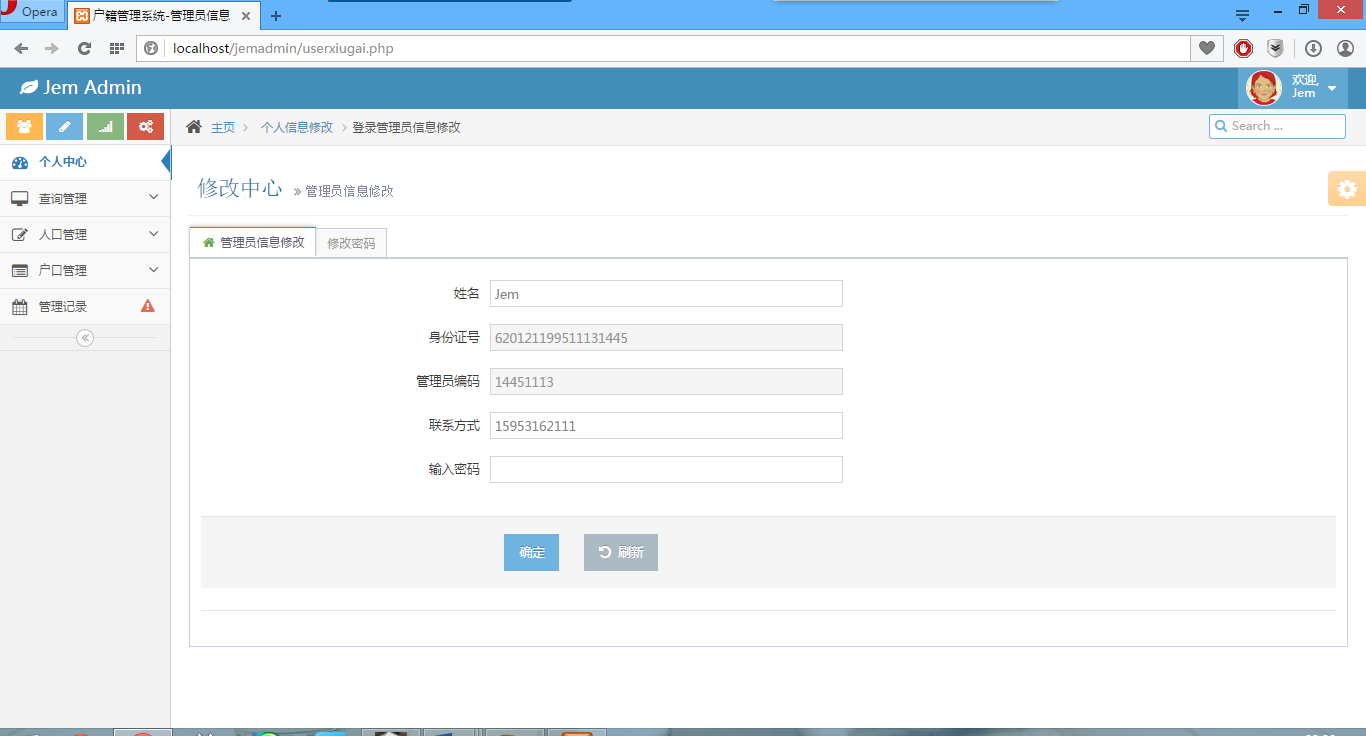 Opera
户籍管理系统-管理员信息
localhost/jemadmin/userxiugai.php
Jem Admin
欢迎,
Jem
主页
个人信息修改
登录管理员信息修改
Search ...
个人中心
查询管理
人口管理
户口管理
管理记录
修改中心 » 管理员信息修改
管理员信息修改
修改密码
姓名 Jem
身份证号 620121199511131445
管理员编码 14451113
联系方式 15953162111
输入密码
确定
刷新